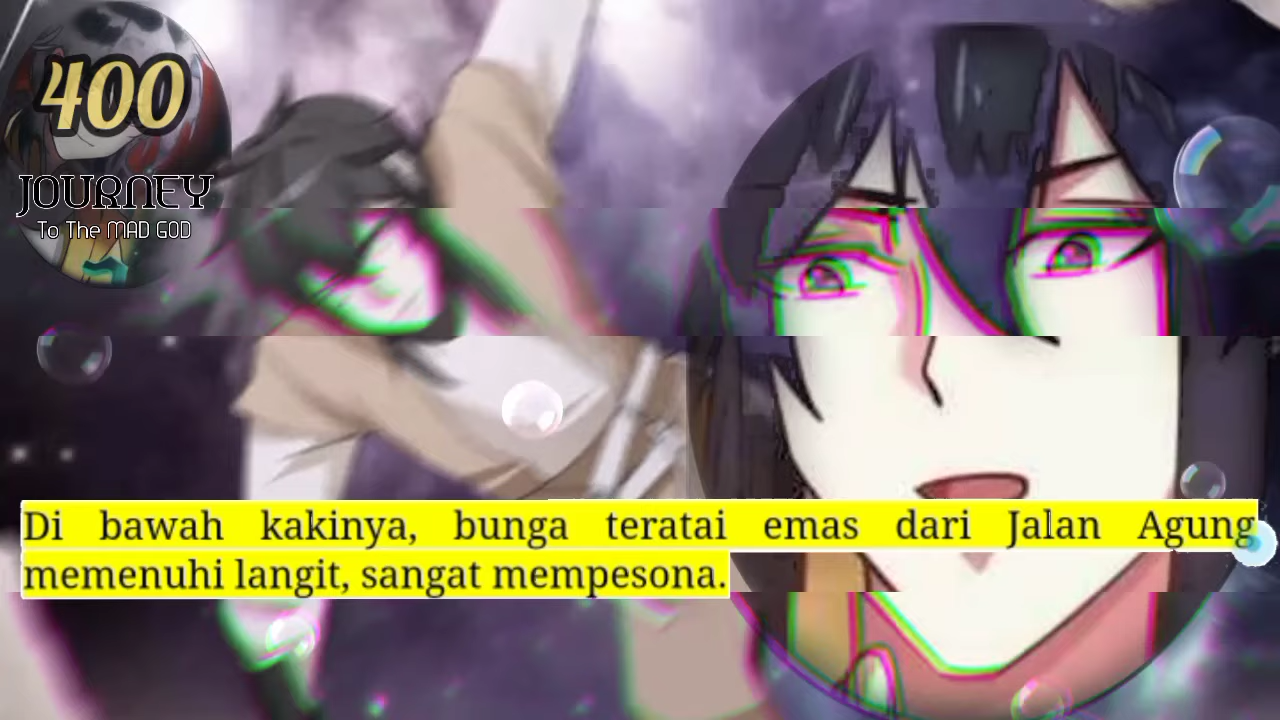 400
JOURNEY
To The MAD GOD
Di bawah kakinya, bunga teratai emas dari Jalan Agung
memenuhi langit, sangat mempesona.